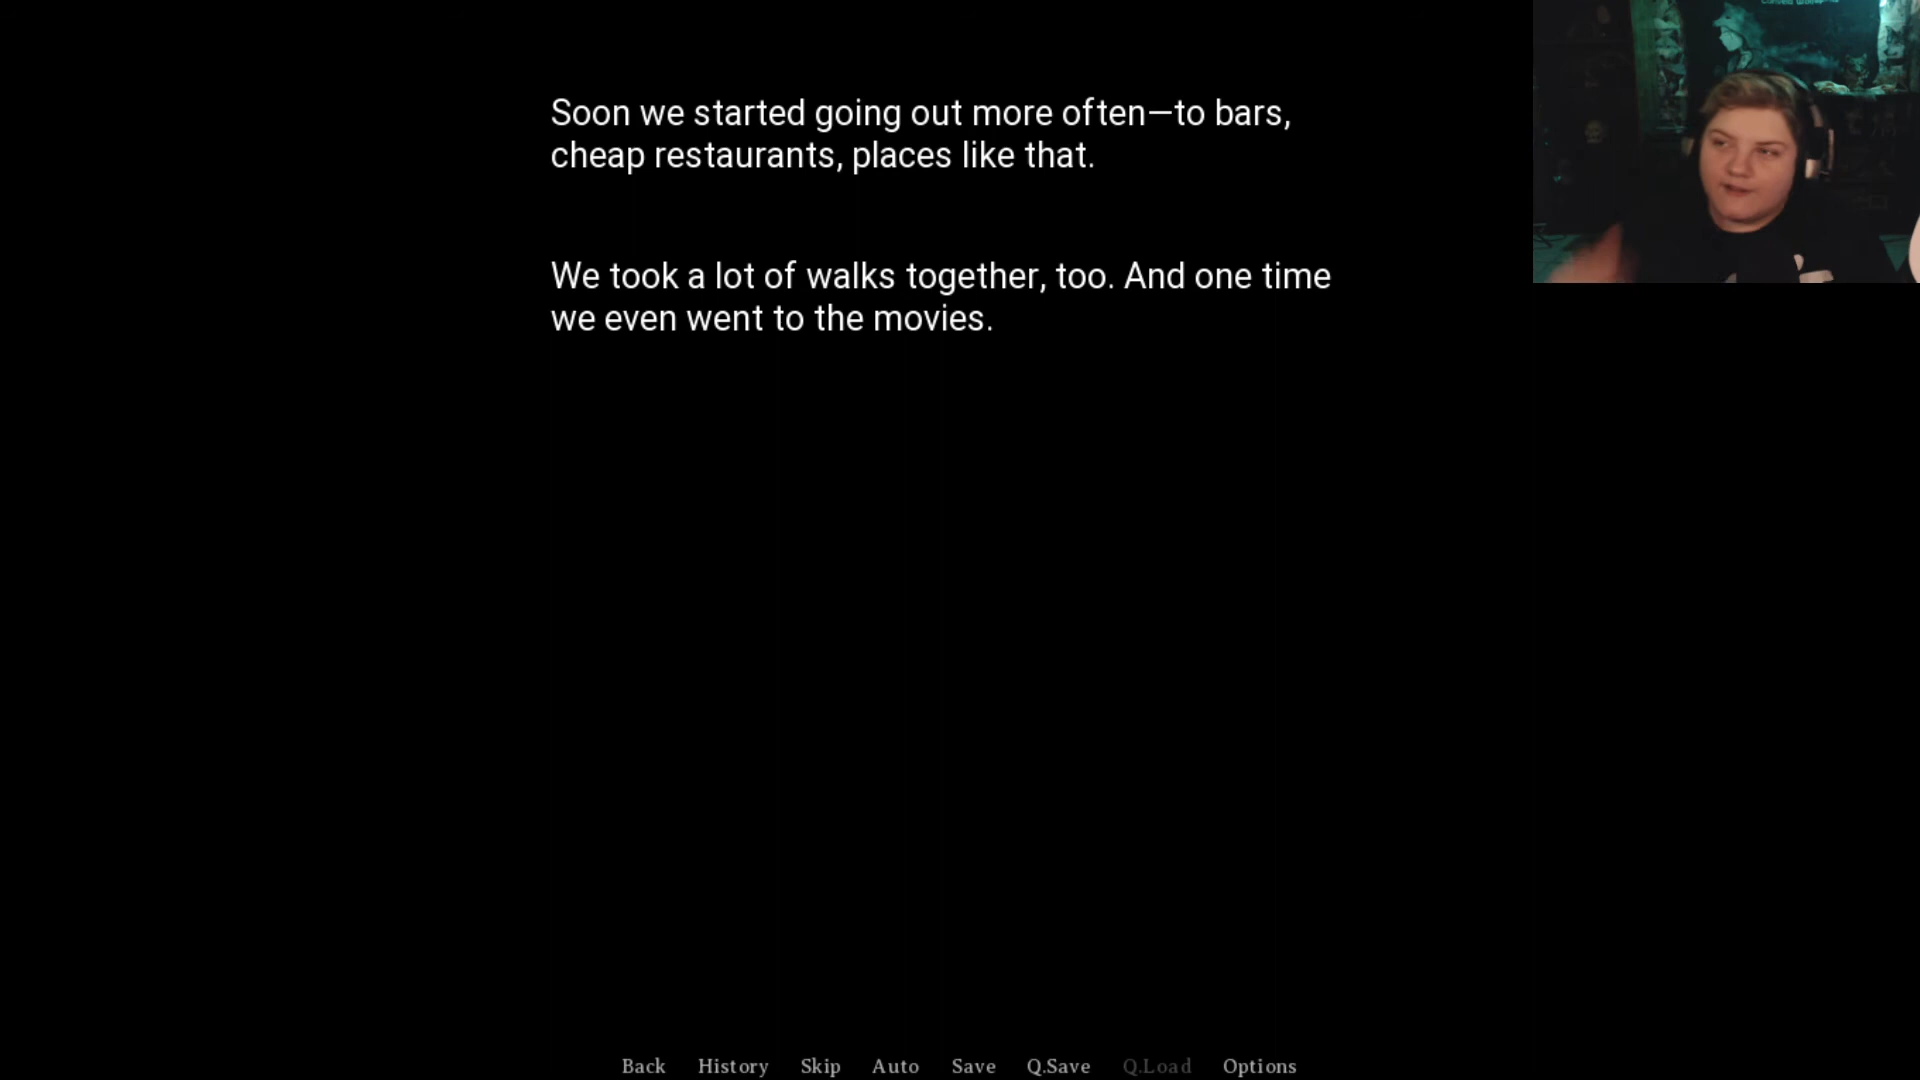 Soon we started going out more often—to bars,
cheap restaurants, places like that.
We took a lot of walks together, too. And one time
we even went to the movies.
Back History Skip Auto Save Q.Save Q.Load Options